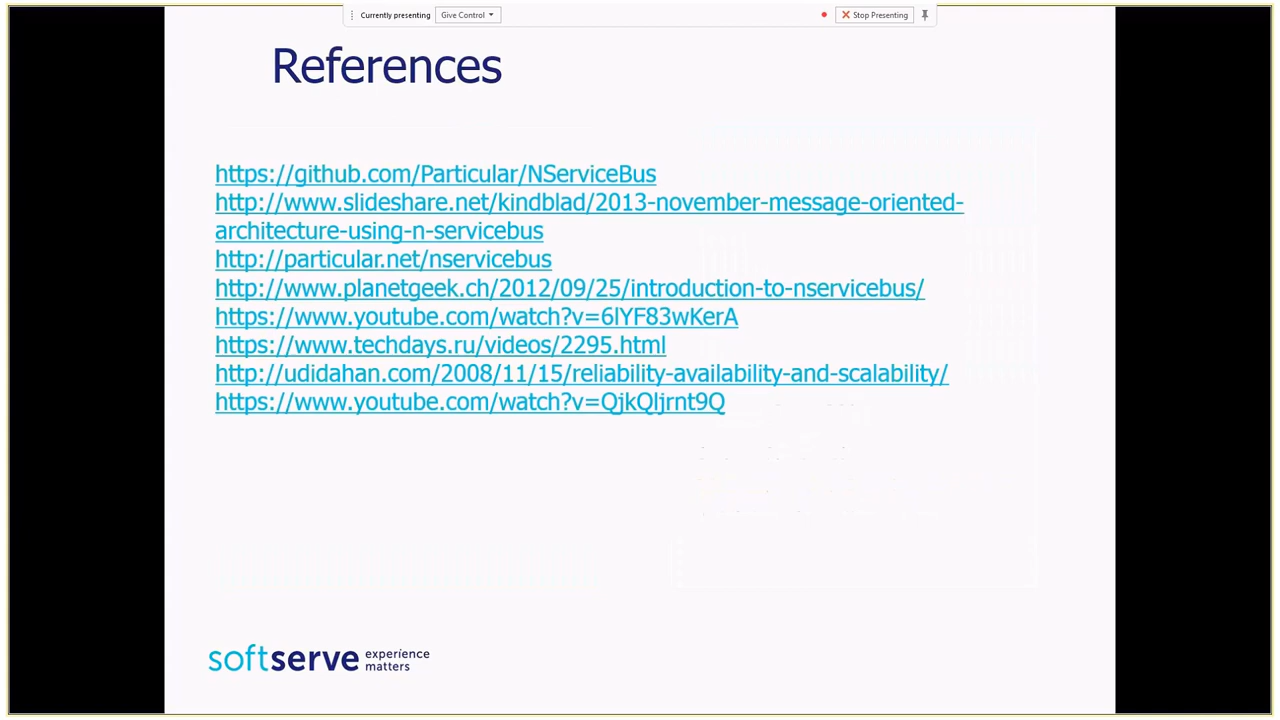 Currently presenting Give Control Stop Presenting
References
https://github.com/Particular/NServiceBus
http://www.slideshare.net/kindblad/2013-november-message-oriented-
architecture-using-n-servicebus
http://particular.net/nservicebus
http://www.planetgeek.ch/2012/09/25/introduction-to-nservicebus/
https://www.youtube.com/watch?v=6lYF83wKerA
https://www.techdays.ru/videos/2295.html
http://udidahan.com/2008/11/15/reliability-availability-and-scalability/
https://www.youtube.com/watch?v=QjkQljrnt9Q
softserve experience
matters